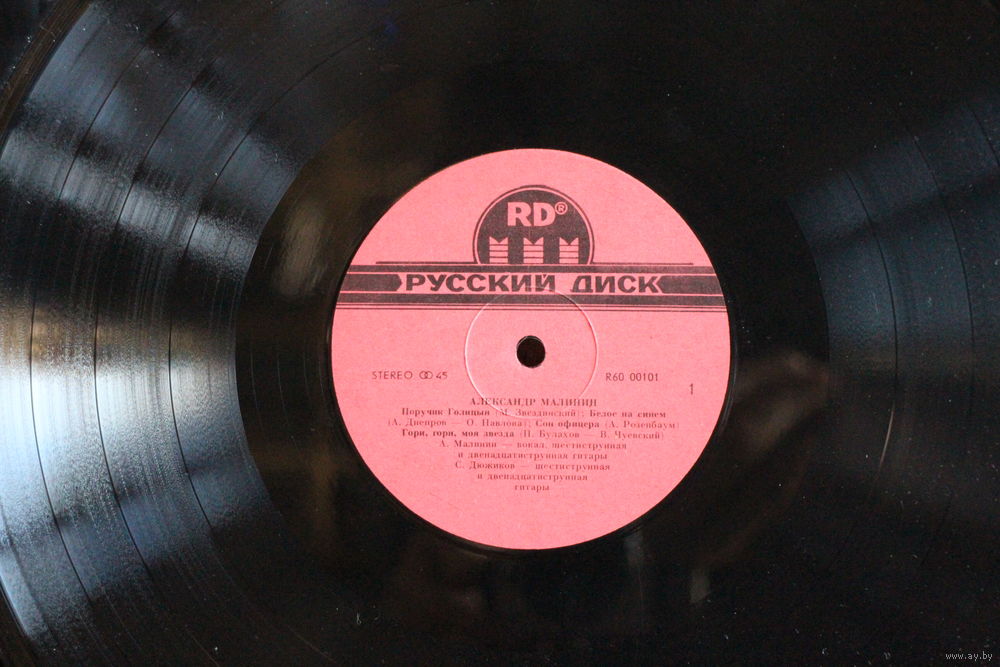 RD®
РУССКИЙ ДИСК
STEREO 45
R60 00101
1
АЛЕКСАНДР МАЛИНИН
Поручик Голицын (М. Звездинский); Белое на синем
(А. Днепров — О. Павлова); Сон офицера (А. Розенбаум)
Гори, гори, моя звезда (П. Булахов — В. Чуевский)
А. Малинин — вокал, шестиструнная
и двенадцатиструнная гитары
С. Дюжиков — шестиструнная
и двенадцатиструнная
гитары
www.ay.by